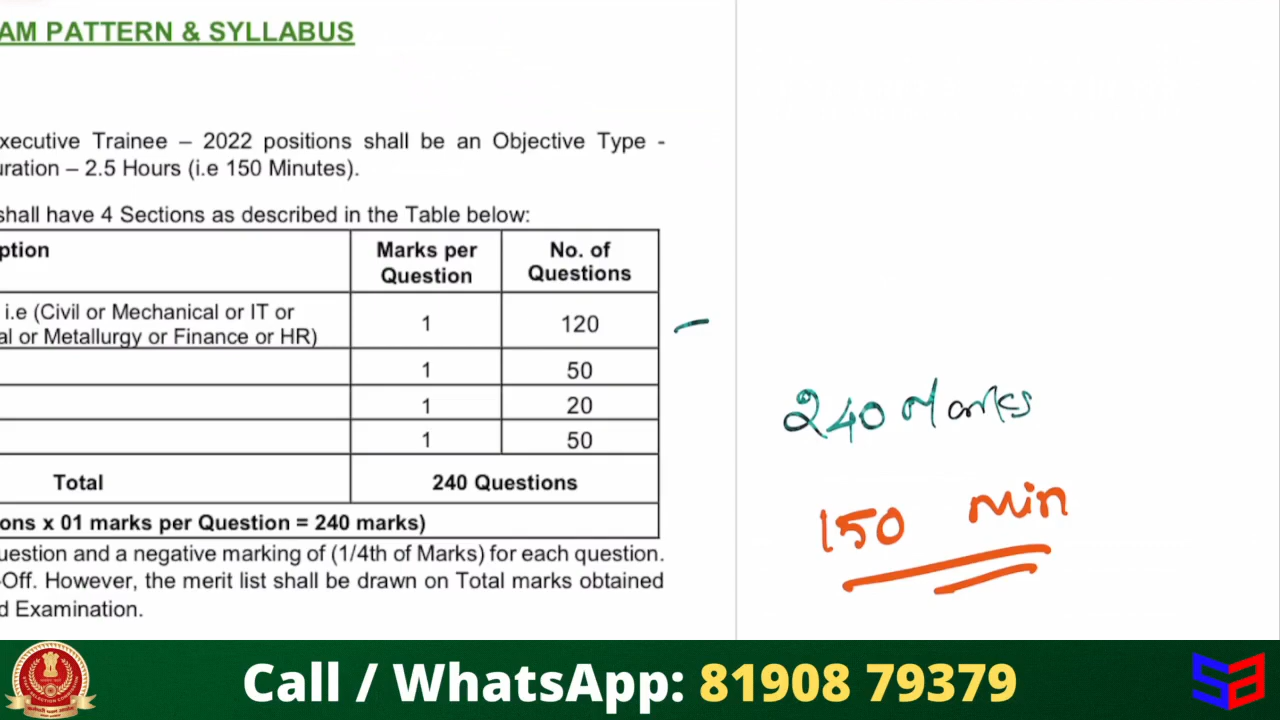 AM PATTERN & SYLLABUS
xecutive Trainee – 2022 positions shall be an Objective Type -
uration – 2.5 Hours (i.e 150 Minutes).
shall have 4 Sections as described in the Table below:
ption Marks per Question No. of Questions
i.e (Civil or Mechanical or IT or
al or Metallurgy or Finance or HR) 1 120
1 50
1 20
1 50
Total 240 Questions
ons x 01 marks per Question = 240 marks)
uestion and a negative marking of (1/4th of Marks) for each question.
-Off. However, the merit list shall be drawn on Total marks obtained
d Examination.
240 Marks
150 Min
Call / WhatsApp: 81908 79379